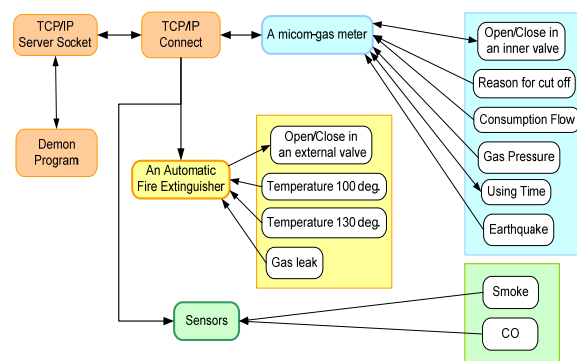 TCP/IP
Server Socket
TCP/IP
Connect
A micom-gas meter
Open/Close in
an inner valve
Reason for cut off
Consumption Flow
Gas Pressure
Using Time
Earthquake
Demon
Program
An Automatic
Fire Extinguisher
Open/Close in
an external valve
Temperature 100 deg.
Temperature 130 deg.
Gas leak
Sensors
Smoke
CO